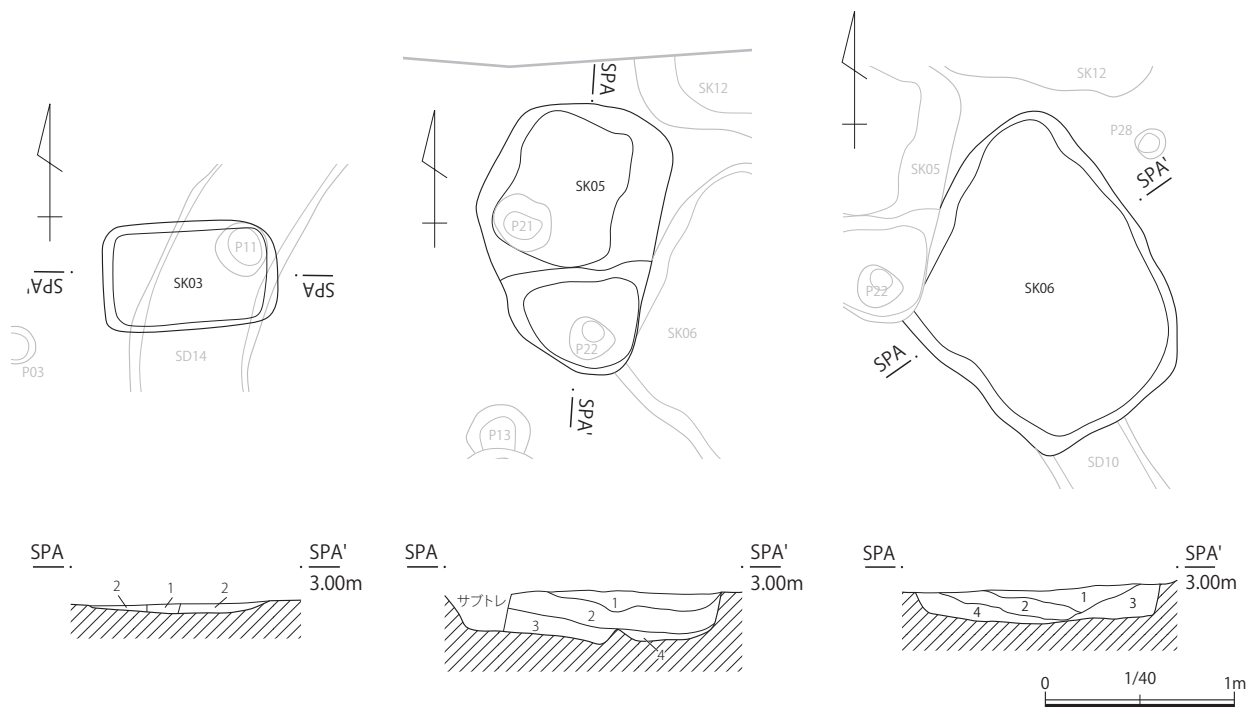 SK03
P11
SPA'
SPA
SD14
P03
SPA
SK12
SK05
P21
P22
SK06
SPA'
P13
SK12
P28
SPA'
SK05
P22
SK06
SPA
SD10
SPA
SPA'
3.00m
2
1
2
SPA
SPA'
3.00m
サブトレ
1
2
3
4
SPA
SPA'
3.00m
1
2
3
4
0
1/40
1m